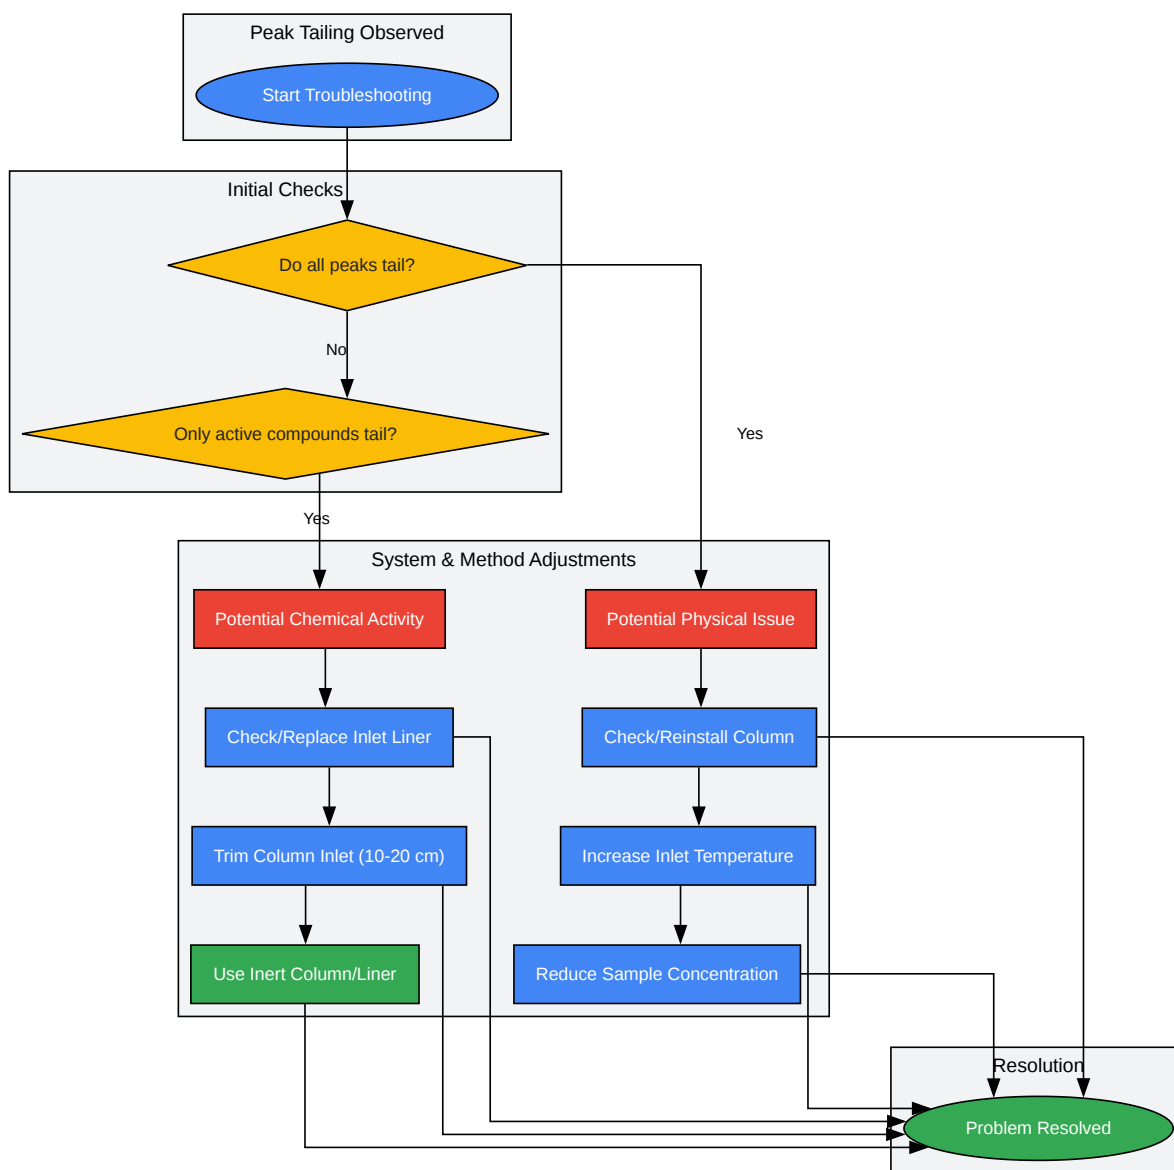 Peak Tailing Observed
Start Troubleshooting
Initial Checks
Do all peaks tail?
No
Only active compounds tail?
Yes
Yes
System & Method Adjustments
Potential Chemical Activity
Potential Physical Issue
Check/Replace Inlet Liner
Check/Reinstall Column
Trim Column Inlet (10-20 cm)
Increase Inlet Temperature
Use Inert Column/Liner
Reduce Sample Concentration
Resolution
Problem Resolved